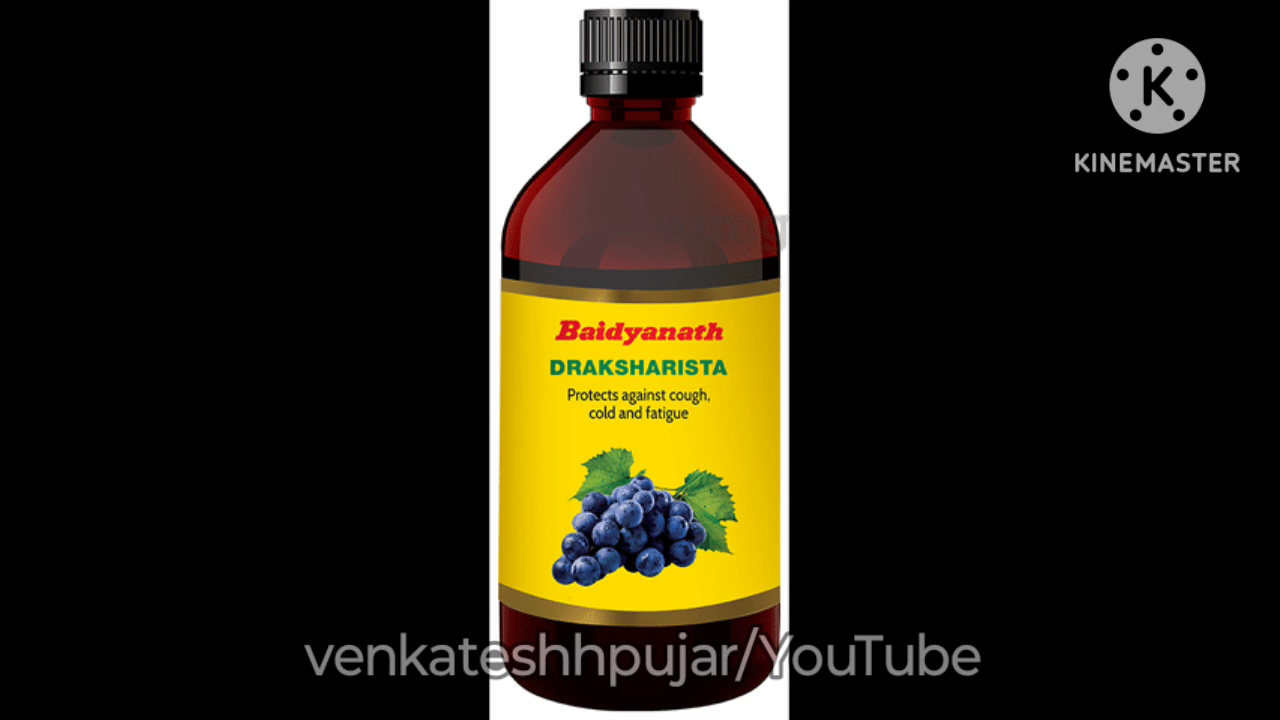 K
KINEMASTER
Baidyanath
DRAKSHARISTA
Protects against cough,
cold and fatigue
venkateshhpujar/YouTube